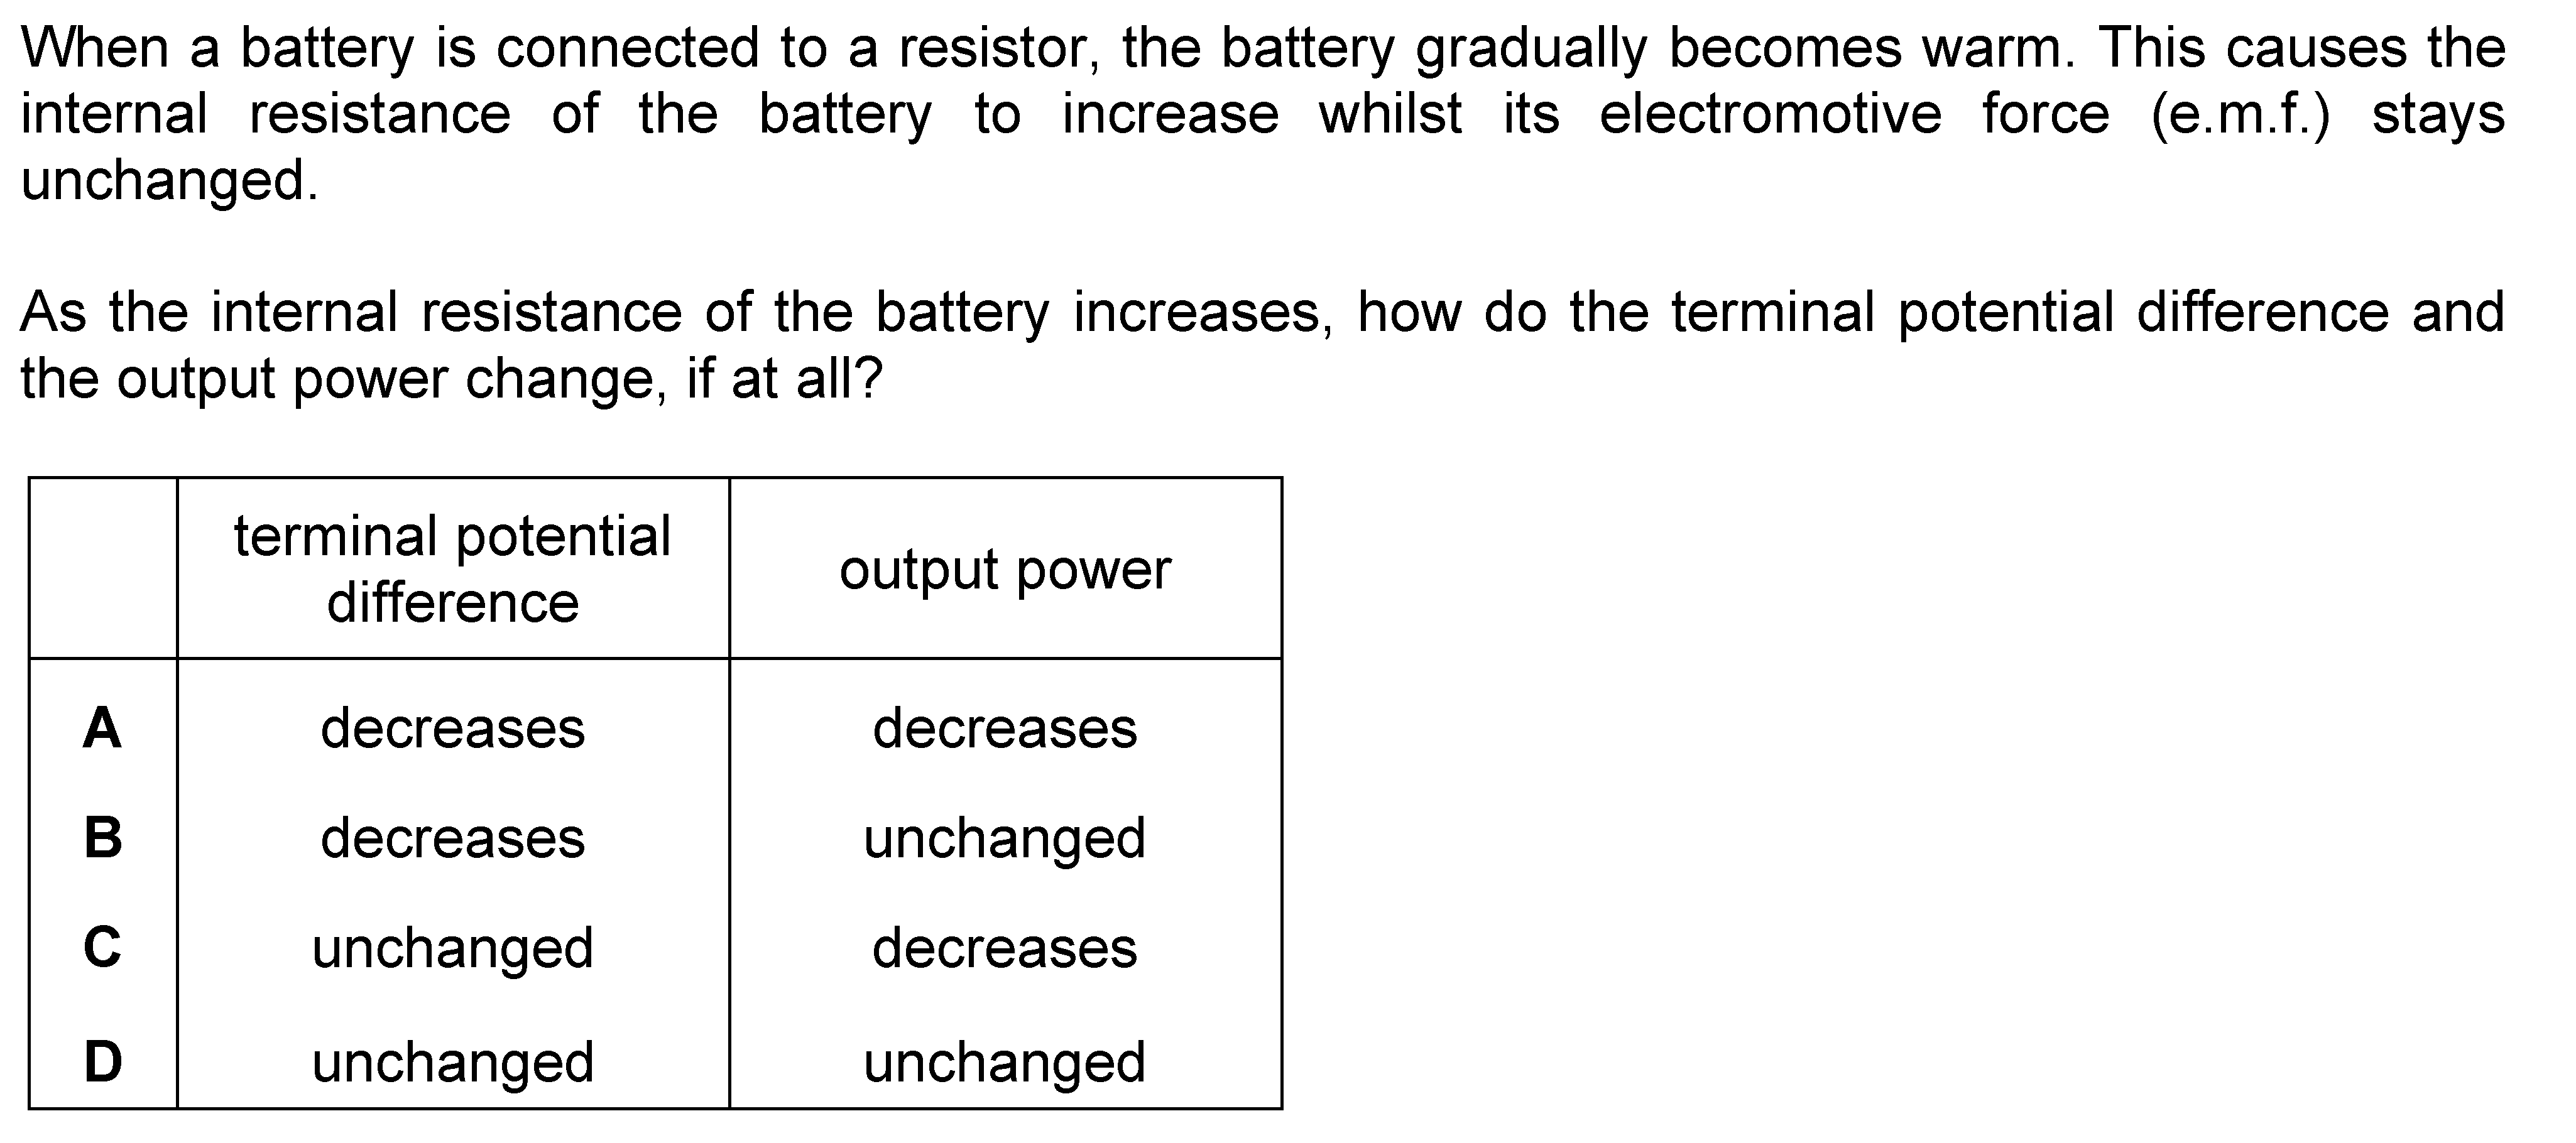 When a battery is connected to a resistor, the battery gradually becomes warm. This causes the
internal resistance of the battery to increase whilst its electromotive force (e.m.f.) stays
unchanged.
As the internal resistance of the battery increases, how do the terminal potential difference and
the output power change, if at all?
terminal potential
difference
output power
A decreases decreases
B decreases unchanged
C unchanged decreases
D unchanged unchanged